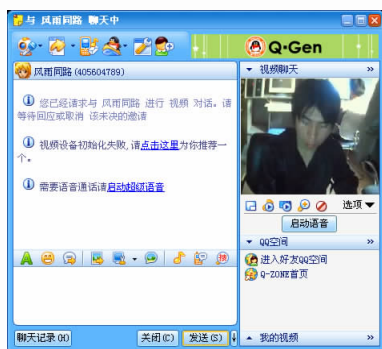 与 风雨同路 聊天中
Q·Gen
风雨同路 (405604789)
您已经请求与 风雨同路 进行 视频 对话。请
等待回应或取消 该未决的邀请
视频设备初始化失败,请点击这里为你推荐一
个。
需要语音通话请启动超级语音
聊天记录(H)
关闭(C)
发送(S)
视频聊天
选项
启动语音
QQ空间
进入好友QQ空间
Q-ZONE首页
我的视频